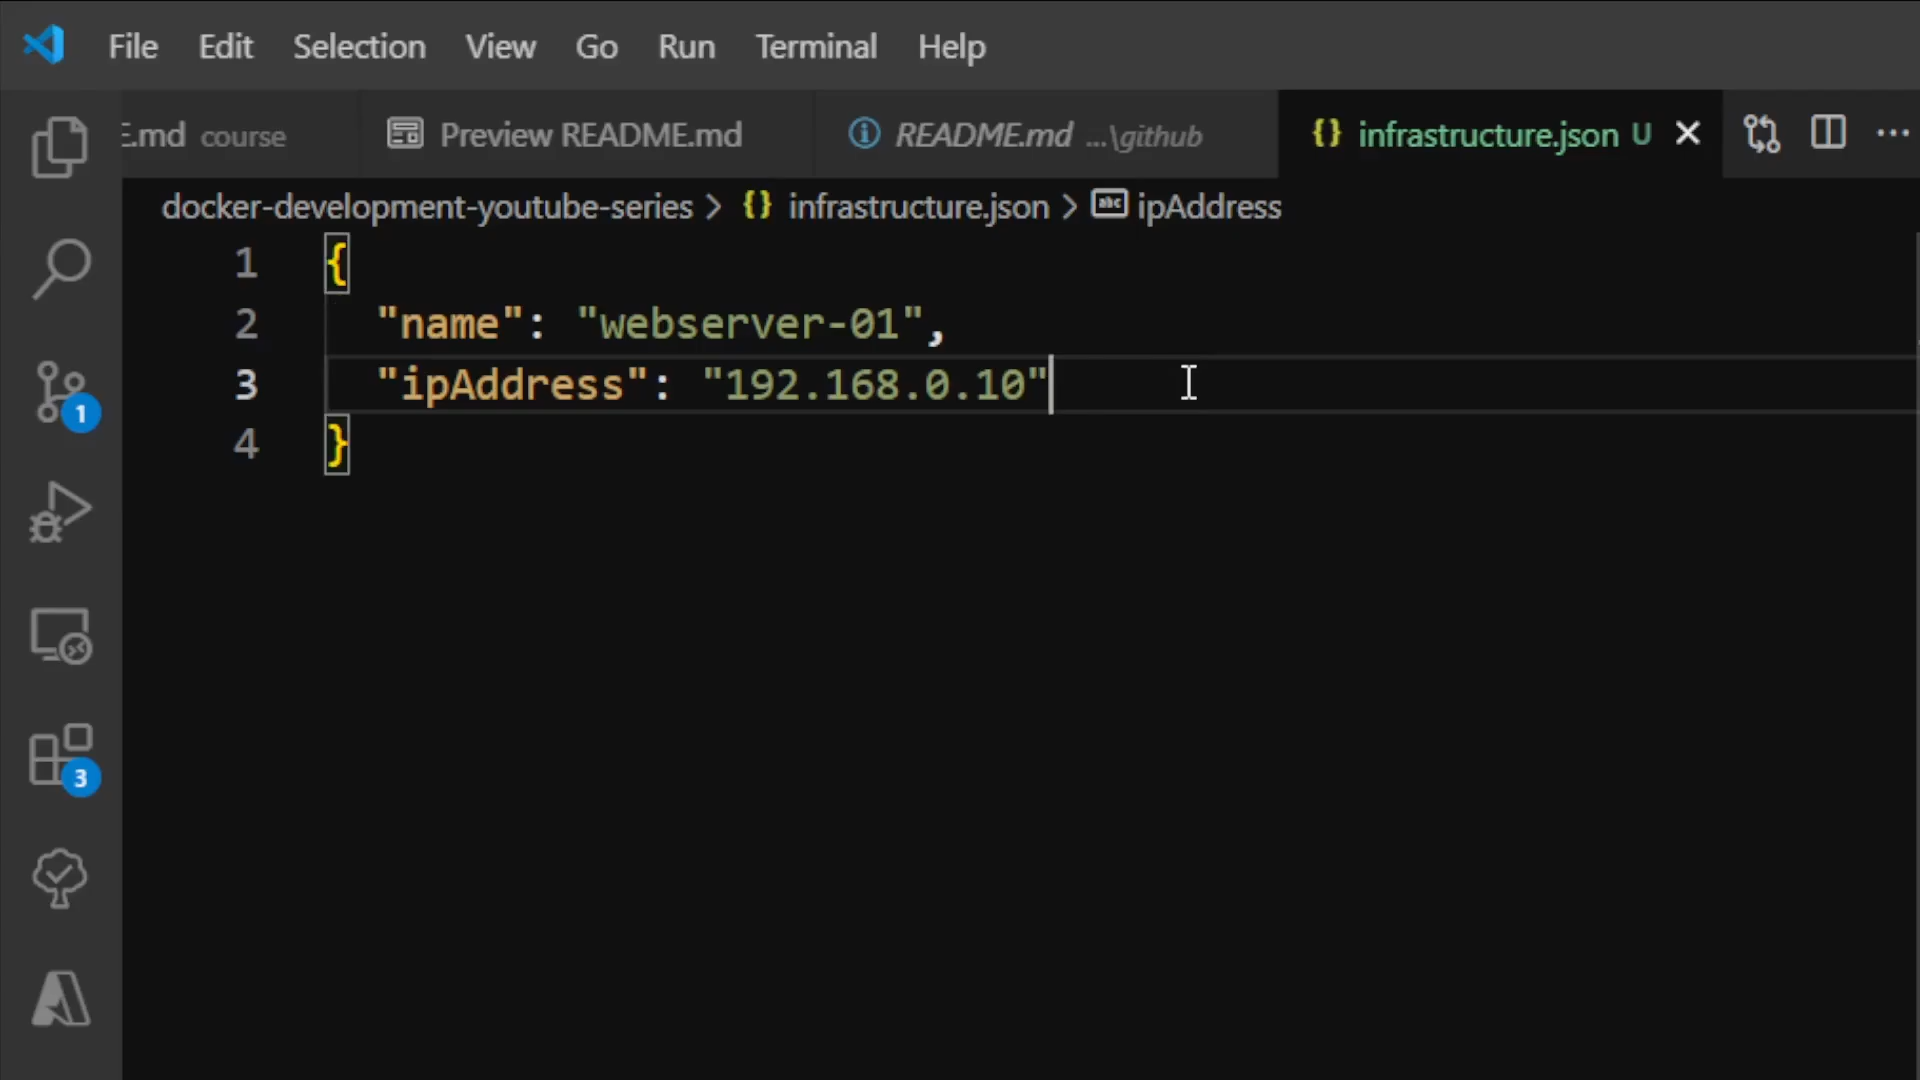 File Edit Selection View Go Run Terminal Help
E.md course Preview README.md README.md ...\github {} infrastructure.json U
docker-development-youtube-series > {} infrastructure.json > abc ipAddress
1 {
2 "name": "webserver-01",
3 "ipAddress": "192.168.0.10"
4 }
1
3